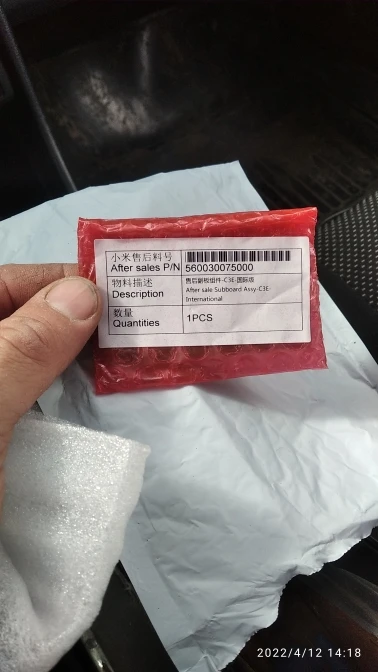 小米售后料号
After sales P/N 560030075000
物料描述 售后副板组件-C3E-国际版
Description After sale Subboard Assy-C3E-
International
数量
Quantities 1PCS
2022/4/12 14:18